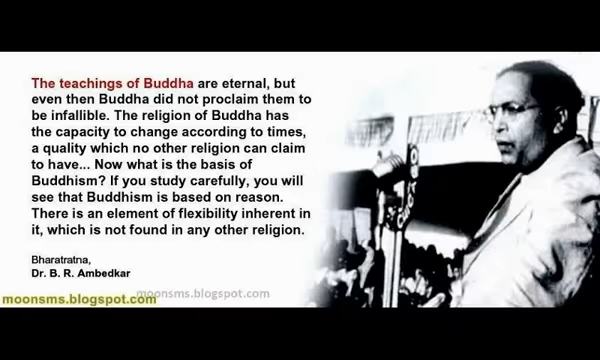 The teachings of Buddha are eternal, but
even then Buddha did not proclaim them to
be infallible. The religion of Buddha has
the capacity to change according to times,
a quality which no other religion can claim
to have... Now what is the basis of
Buddhism? If you study carefully, you will
see that Buddhism is based on reason.
There is an element of flexibility inherent in
it, which is not found in any other religion.
Bharatratna,
Dr. B. R. Ambedkar
moonsms.blogspot.com
moonsms.blogspot.com